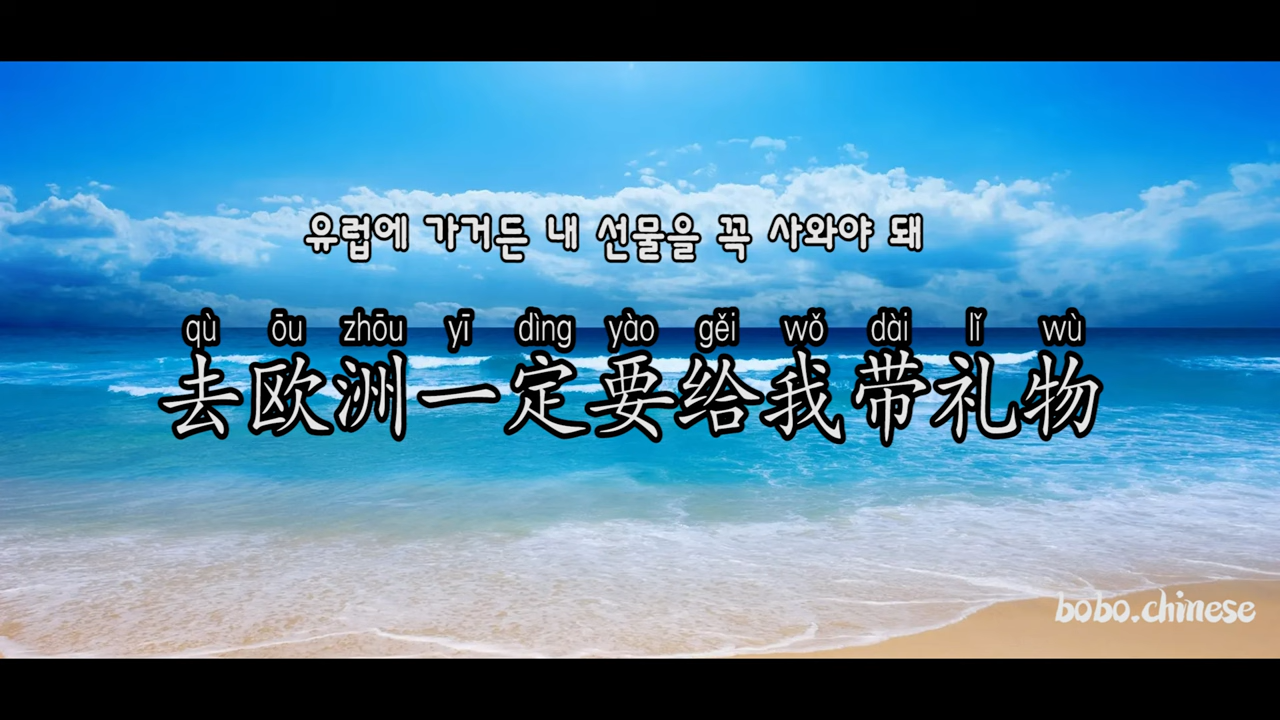 유럽에 가거든 내 선물을 꼭 사와야 돼
qù ōu zhōu yī dìng yào gěi wǒ dài lǐ wù
去欧洲一定要给我带礼物
bobo.chinese